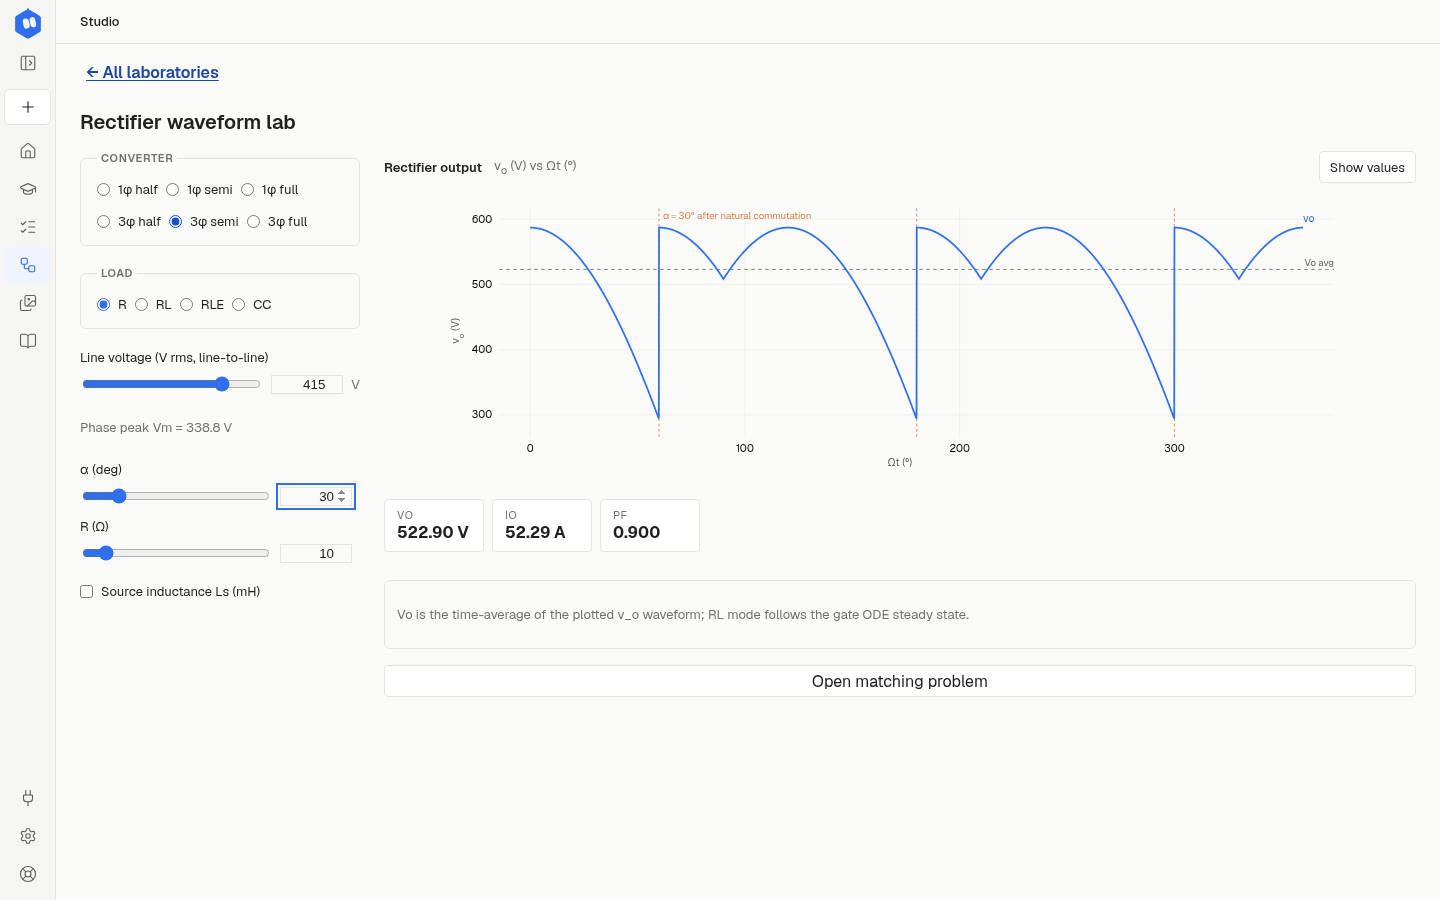 Studio
← All laboratories
Rectifier waveform lab
CONVERTER
1φ half 1φ semi 1φ full
3φ half 3φ semi 3φ full
LOAD
R RL RLE CC
Line voltage (V rms, line-to-line)
415 V
Phase peak Vm = 338.8 V
α (deg)
30
R (Ω)
10
Source inductance Ls (mH)
Rectifier output vo (V) vs Ωt (°)
Show values
600
500
400
300
vo (V)
α = 30° after natural commutation
vo
Vo avg
0 100 200 300
Ωt (°)
VO
522.90 V
IO
52.29 A
PF
0.900
Vo is the time-average of the plotted v_o waveform; RL mode follows the gate ODE steady state.
Open matching problem